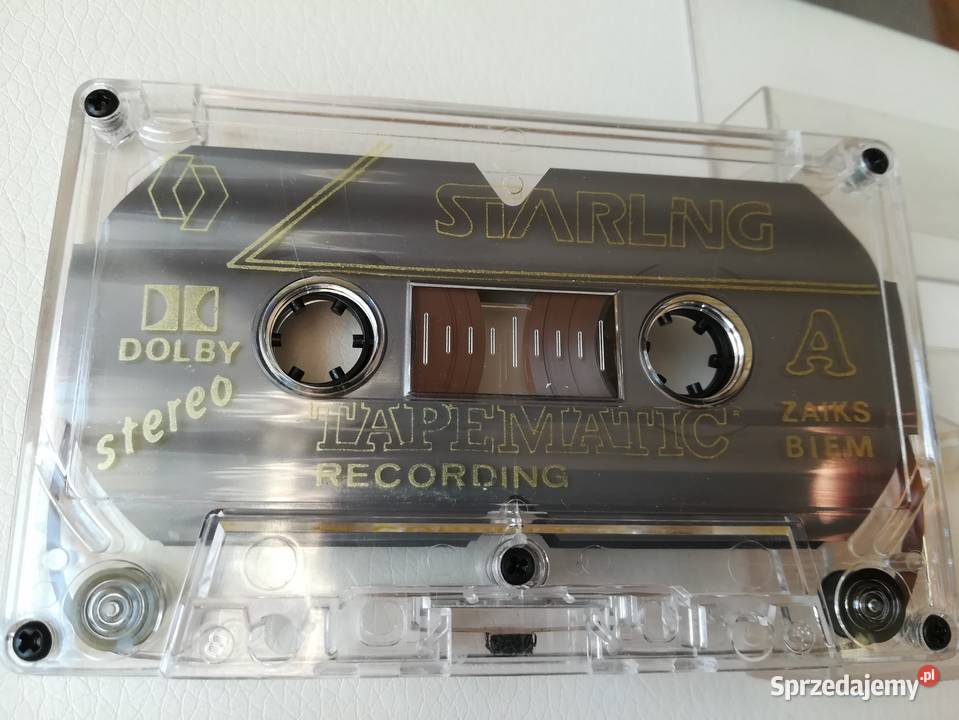 STARLING
DOLBY
stereo
A
TAPEMATIC®
RECORDING
ZAIKS
BIEM
Sprzedajemy.pl